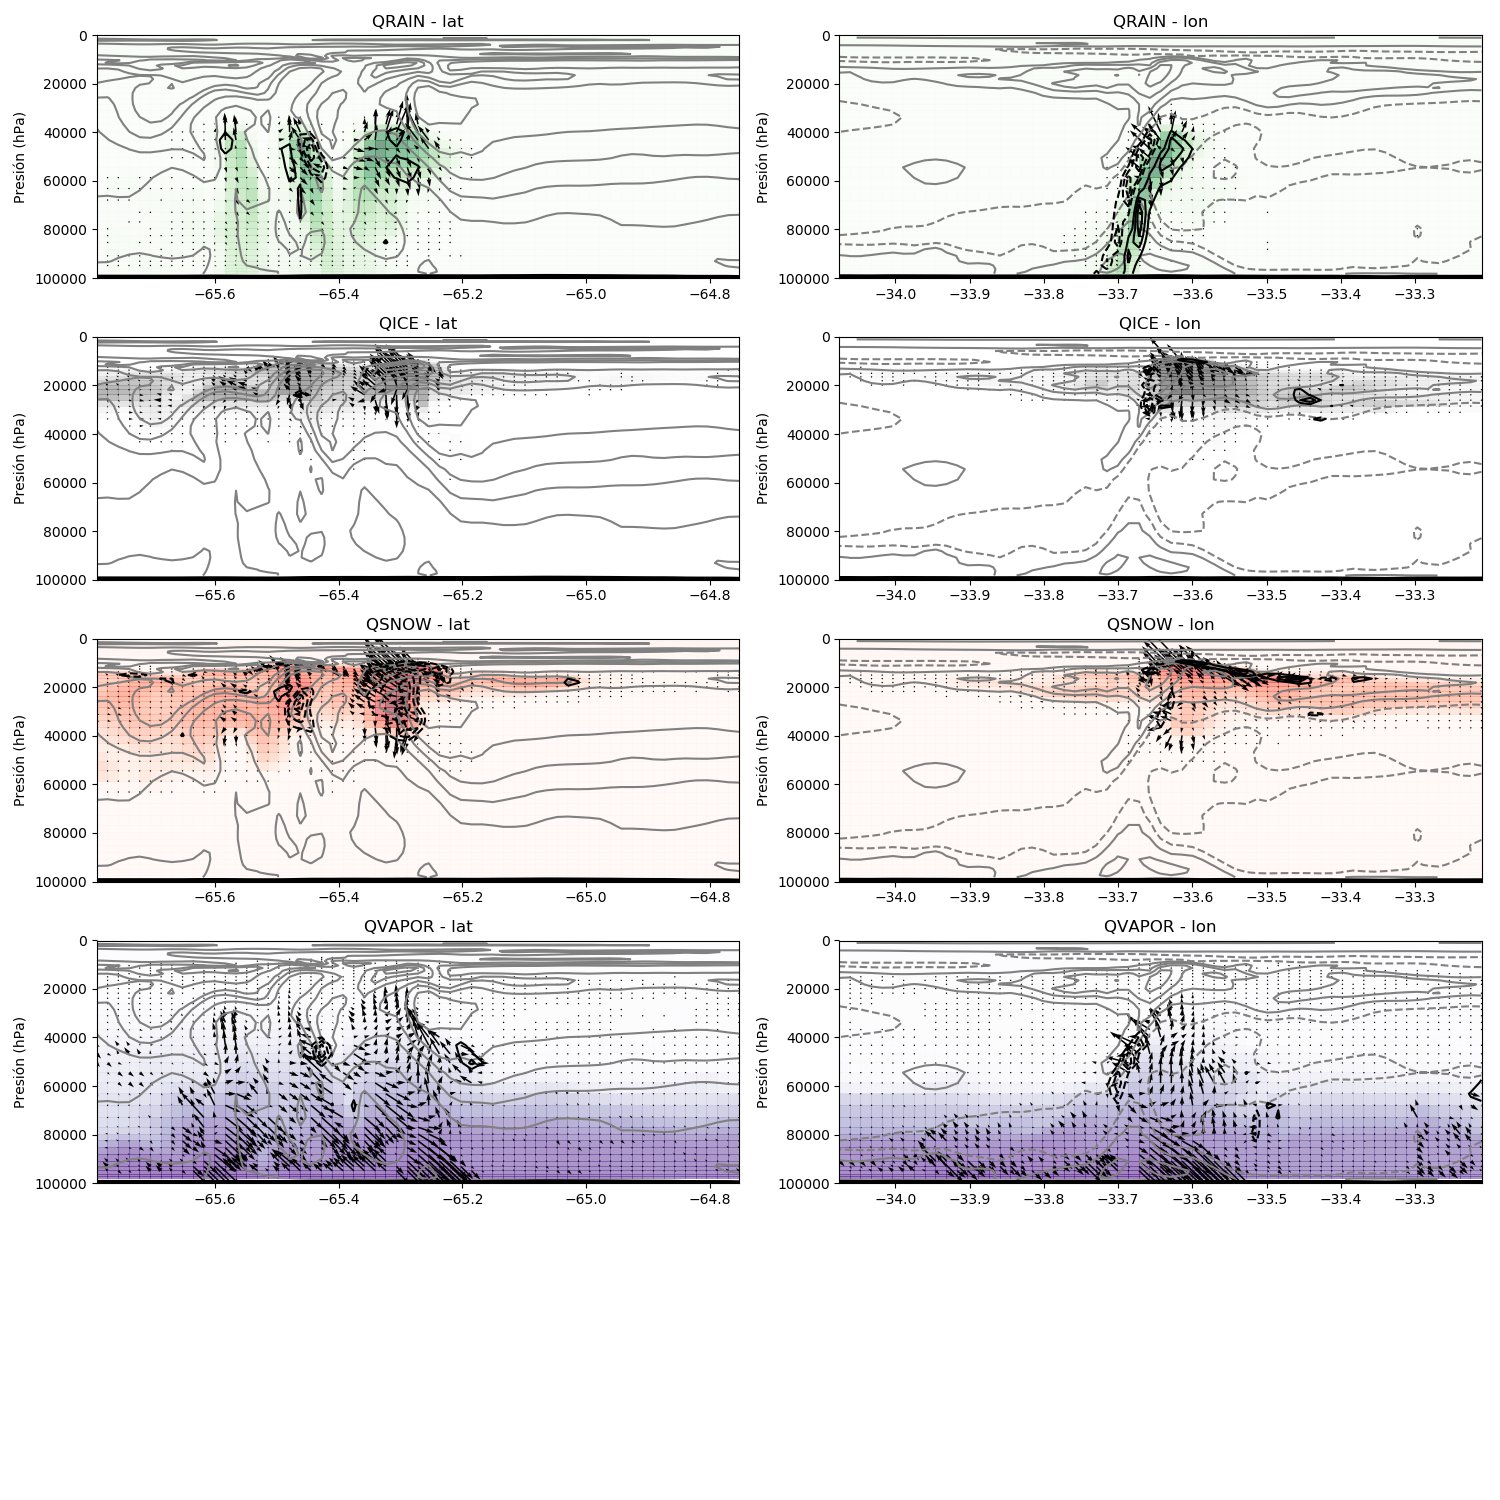 QRAIN - lat
QRAIN - lon
0
20000
40000
60000
80000
100000
Presión (hPa)
−65.6 −65.4 −65.2 −65.0 −64.8
0
20000
40000
60000
80000
100000
Presión (hPa)
−34.0 −33.9 −33.8 −33.7 −33.6 −33.5 −33.4 −33.3
QICE - lat
QICE - lon
0
20000
40000
60000
80000
100000
Presión (hPa)
−65.6 −65.4 −65.2 −65.0 −64.8
0
20000
40000
60000
80000
100000
Presión (hPa)
−34.0 −33.9 −33.8 −33.7 −33.6 −33.5 −33.4 −33.3
QSNOW - lat
QSNOW - lon
0
20000
40000
60000
80000
100000
Presión (hPa)
−65.6 −65.4 −65.2 −65.0 −64.8
0
20000
40000
60000
80000
100000
Presión (hPa)
−34.0 −33.9 −33.8 −33.7 −33.6 −33.5 −33.4 −33.3
QVAPOR - lat
QVAPOR - lon
0
20000
40000
60000
80000
100000
Presión (hPa)
−65.6 −65.4 −65.2 −65.0 −64.8
0
20000
40000
60000
80000
100000
Presión (hPa)
−34.0 −33.9 −33.8 −33.7 −33.6 −33.5 −33.4 −33.3